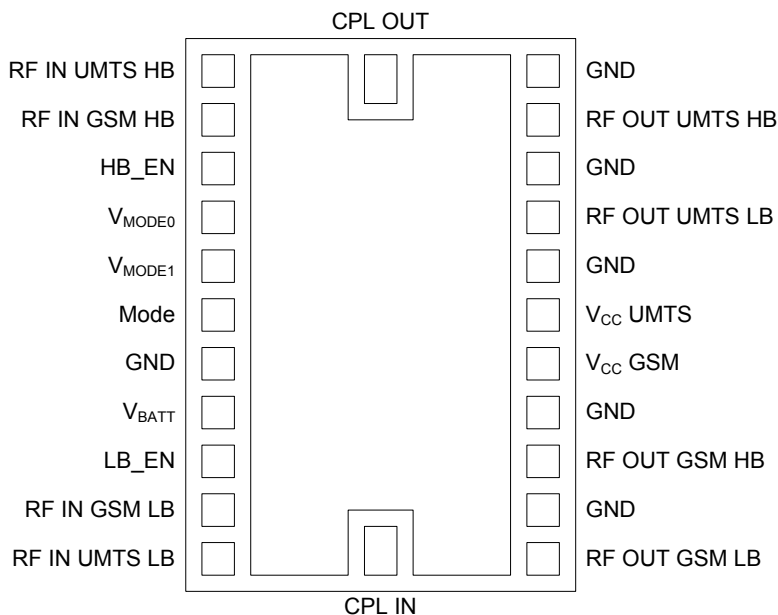 CPL OUT
RF IN UMTS HB
GND
RF IN GSM HB
RF OUT UMTS HB
HB_EN
GND
VMODE0
RF OUT UMTS LB
VMODE1
GND
Mode
VCC UMTS
GND
VCC GSM
VBATT
GND
LB_EN
RF OUT GSM HB
RF IN GSM LB
GND
RF IN UMTS LB
RF OUT GSM LB
CPL IN